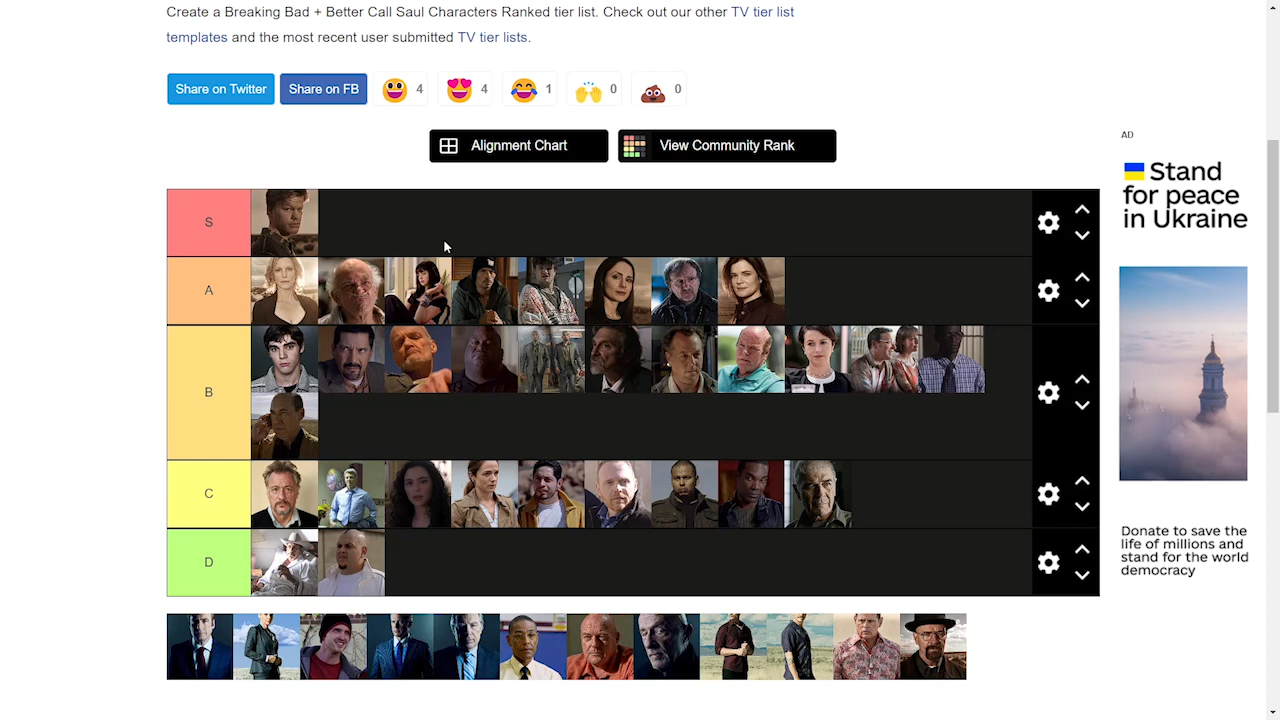 Create a Breaking Bad + Better Call Saul Characters Ranked tier list. Check out our other TV tier list
templates and the most recent user submitted TV tier lists.
Share on Twitter
Share on FB
4
4
1
0
0
Alignment Chart
View Community Rank
AD
Stand
for peace
in Ukraine
S
A
B
C
D
Donate to save the
life of millions and
stand for the world
democracy